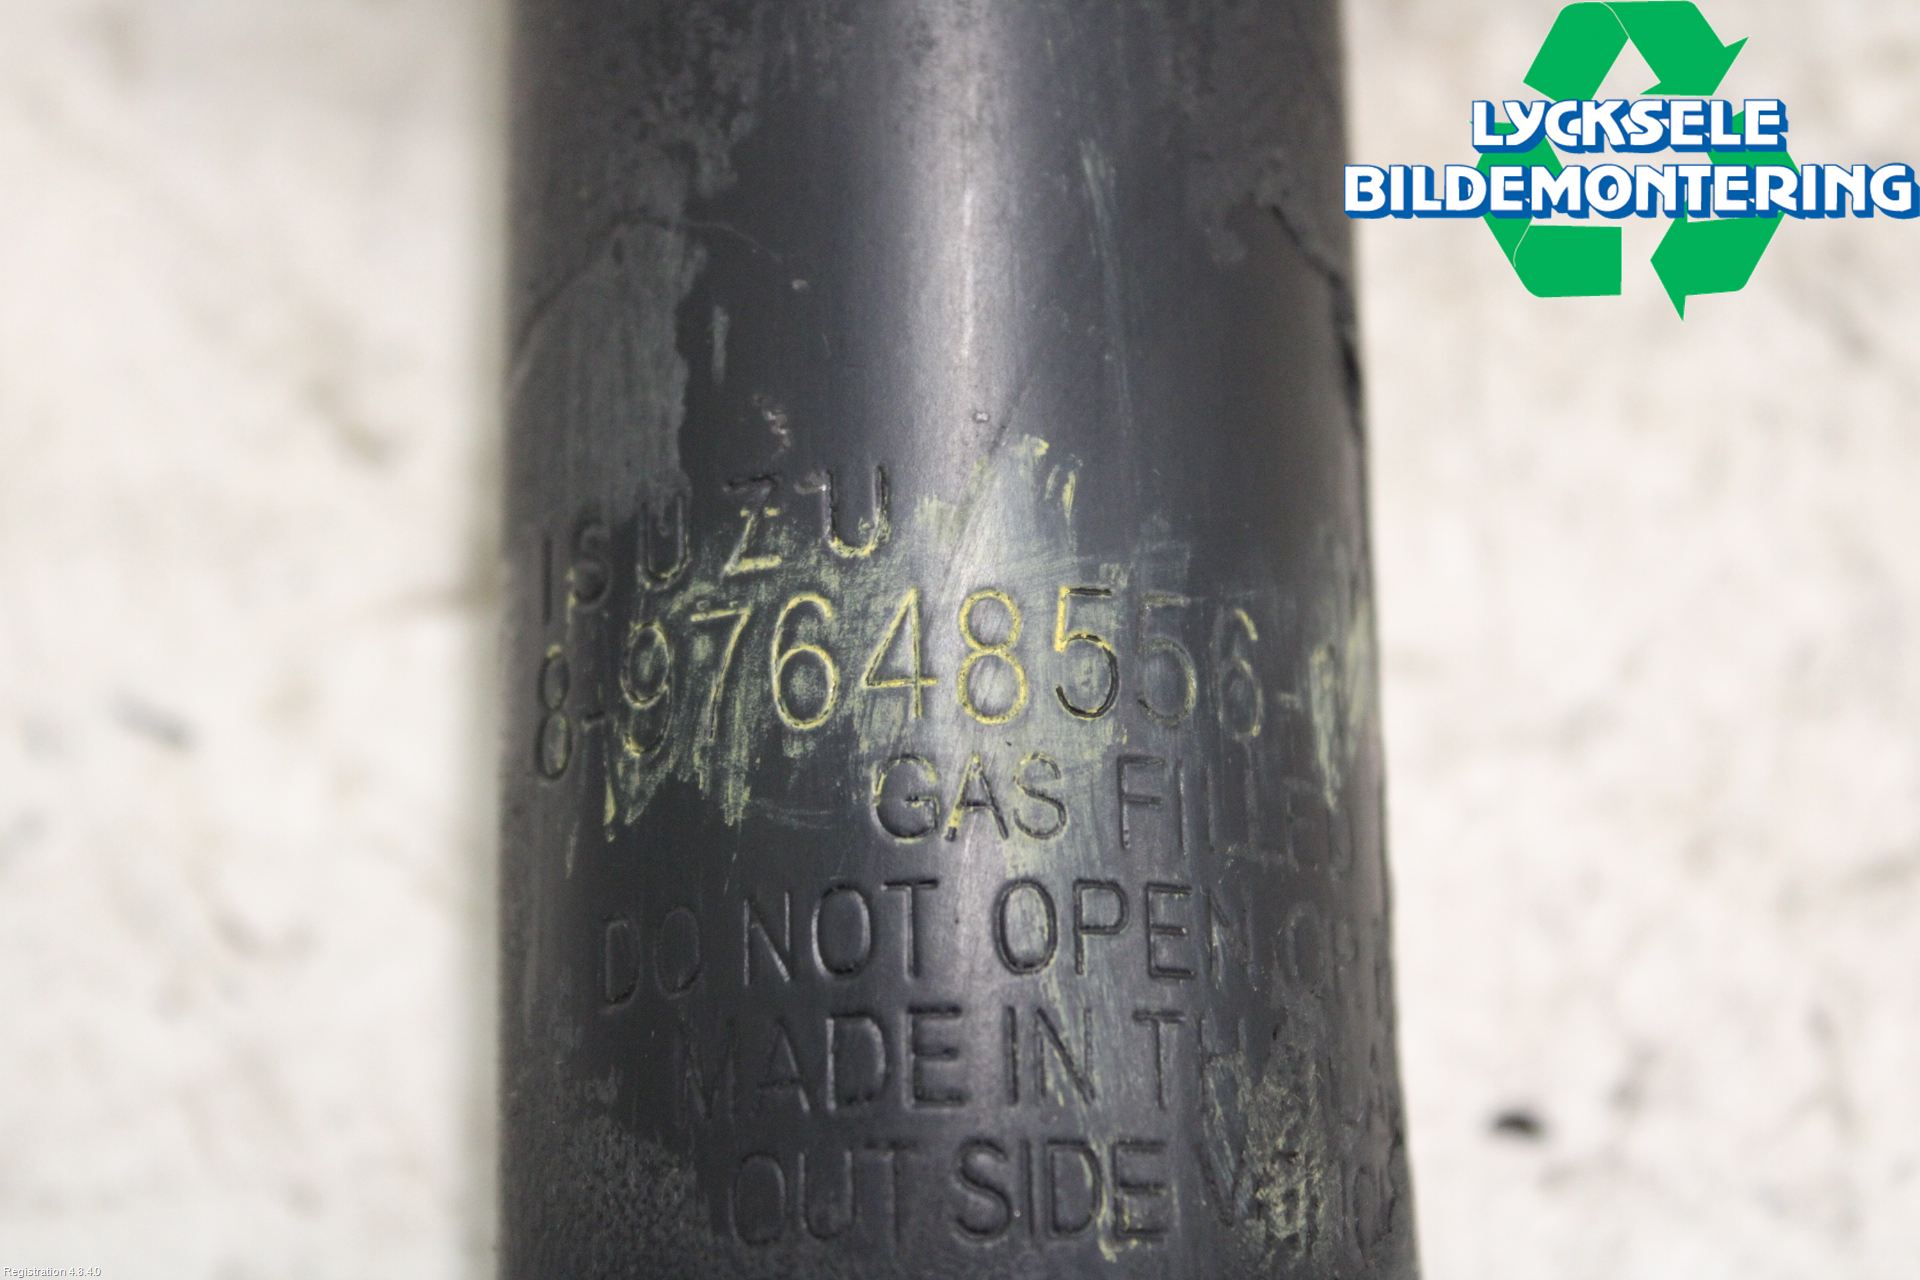 LYCKSELE
BILDEMONTERING
ISUZU
8-97648556-
GAS FILLED
DO NOT OPEN OR
MADE IN
OUT SIDE
Registration 4.8.4.0